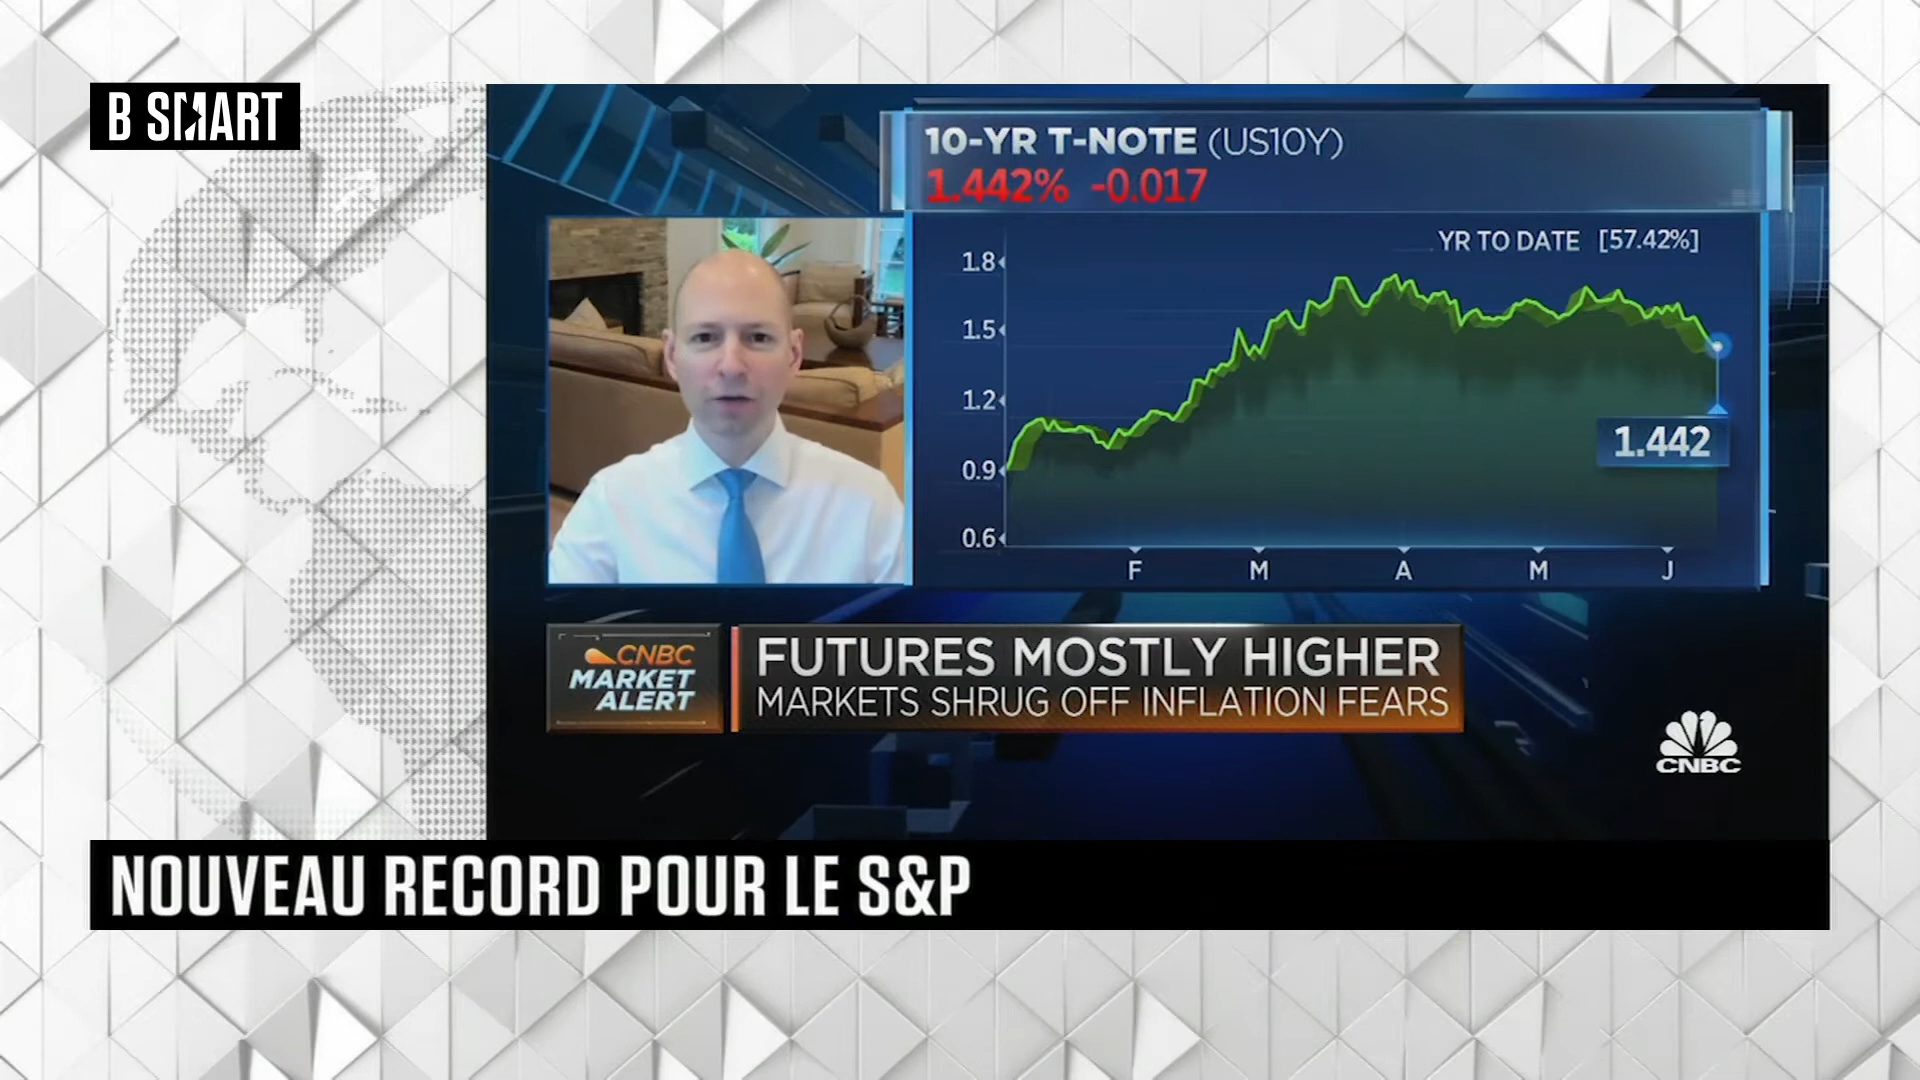 B SMART
10-YR T-NOTE (US10Y)
1.442% -0.017
YR TO DATE [57.42%]
1.8
1.5
1.2
0.9
0.6
1.442
F M A M J
CNBC
MARKET
ALERT
FUTURES MOSTLY HIGHER
MARKETS SHRUG OFF INFLATION FEARS
CNBC
NOUVEAU RECORD POUR LE S&P